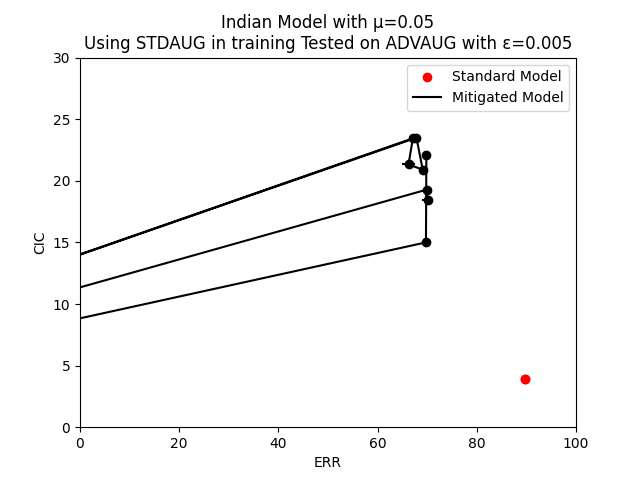 Indian Model with μ=0.05
Using STDAUG in training Tested on ADVAUG with ε=0.005
Standard Model
Mitigated Model
30
25
20
15
10
5
0
CIC
0 20 40 60 80 100
ERR